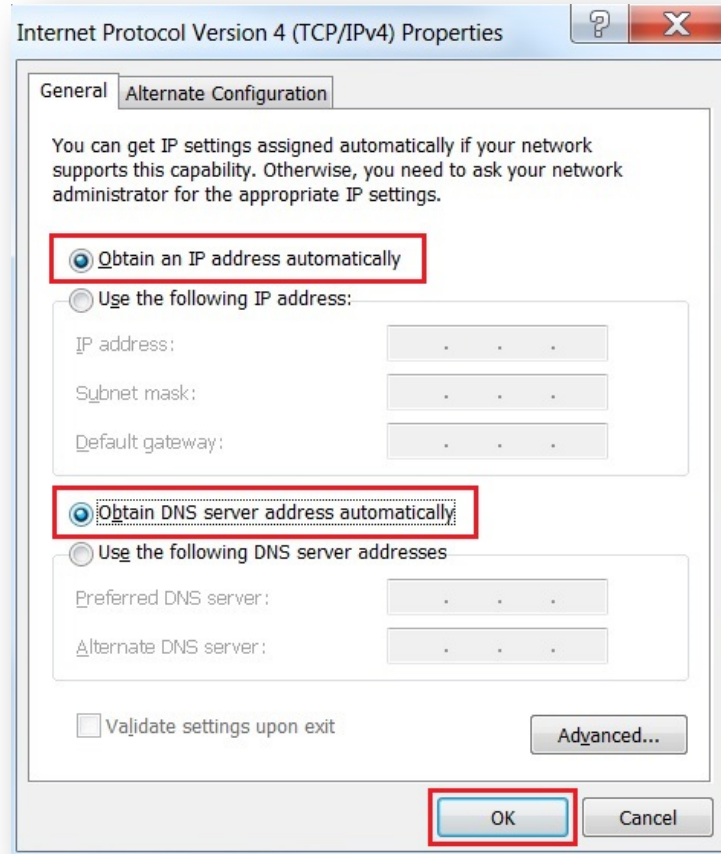 Internet Protocol Version 4 (TCP/IPv4) Properties
General
Alternate Configuration
You can get IP settings assigned automatically if your network
supports this capability. Otherwise, you need to ask your network
administrator for the appropriate IP settings.
Obtain an IP address automatically
Use the following IP address:
IP address:
Subnet mask:
Default gateway:
Obtain DNS server address automatically
Use the following DNS server addresses
Preferred DNS server:
Alternate DNS server:
Validate settings upon exit
Advanced...
OK
Cancel